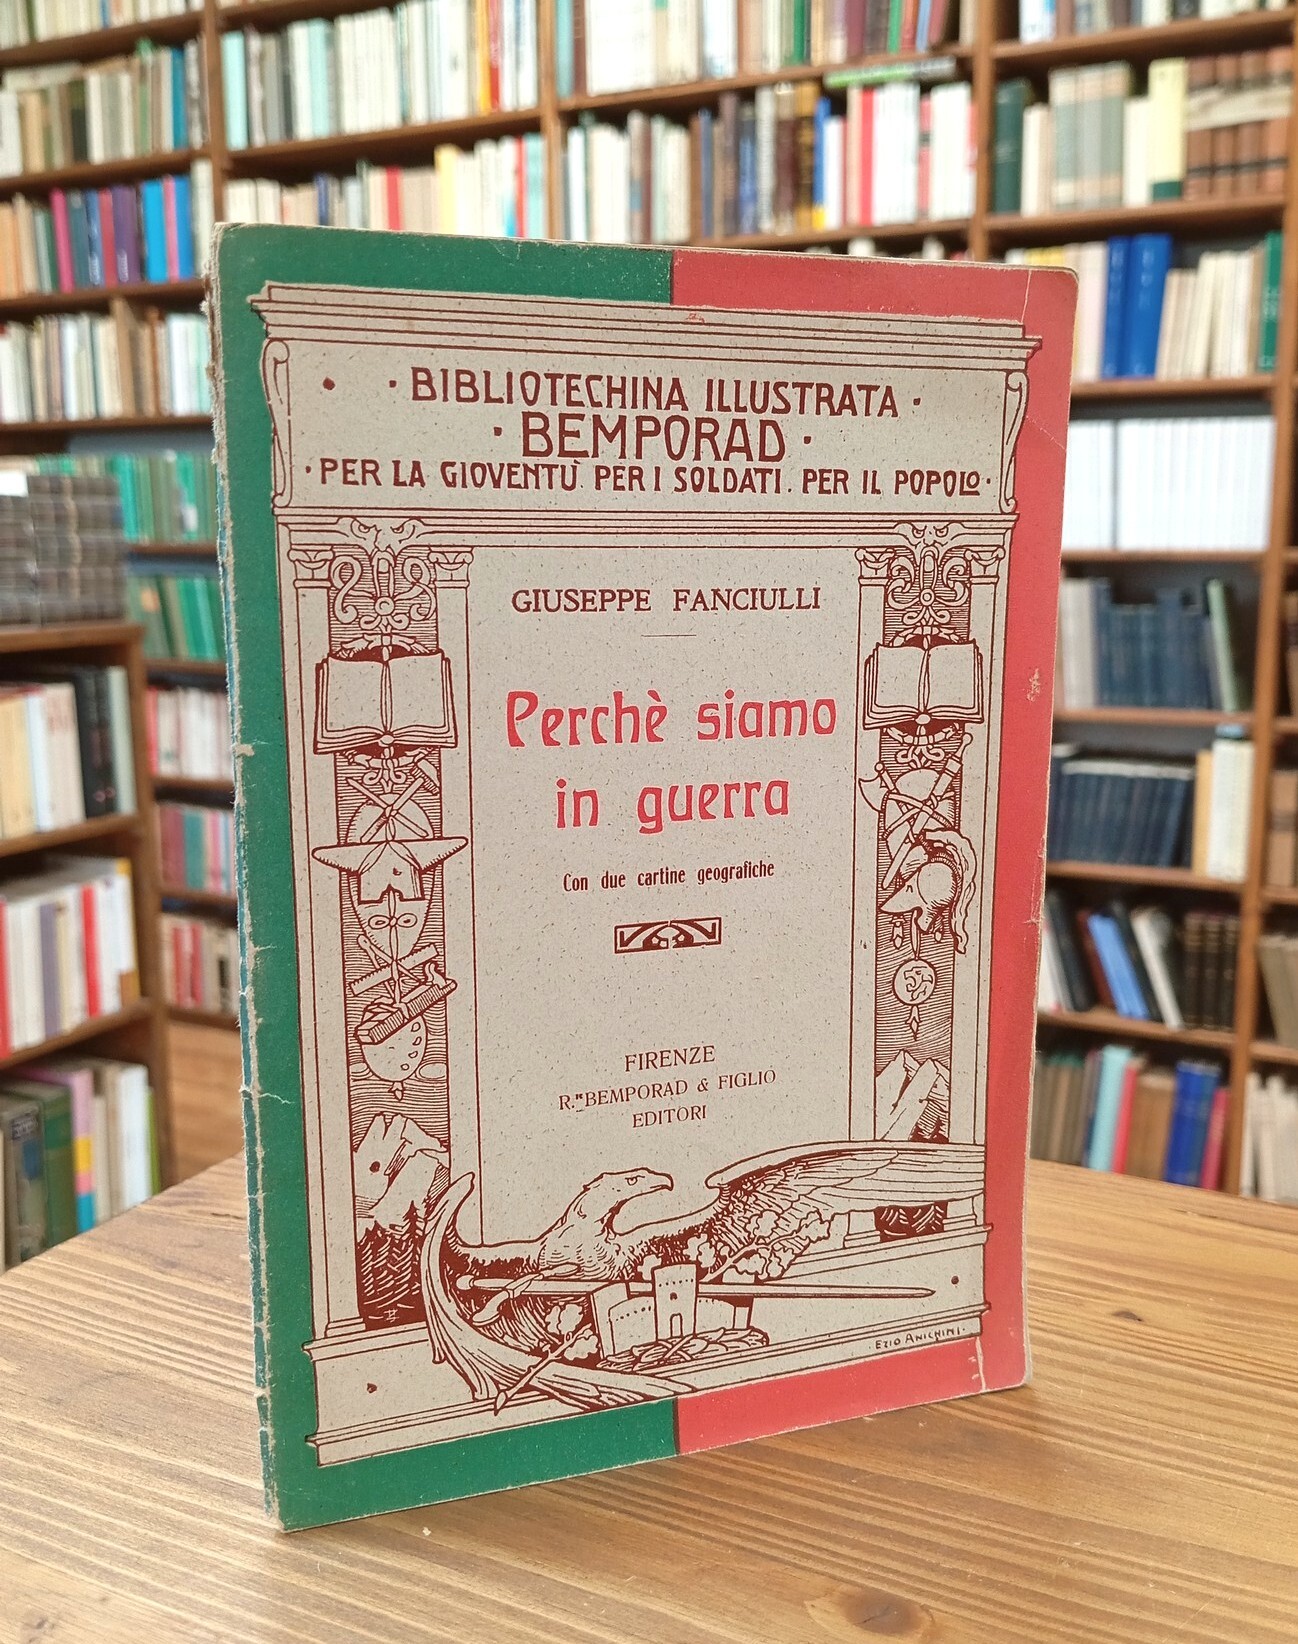 · BIBLIOTECHINA ILLUSTRATA ·
· BEMPORAD ·
· PER LA GIOVENTÙ. PER I SOLDATI. PER IL POPOLO ·
GIUSEPPE FANCIULLI
Perchè siamo
in guerra
Con due cartine geografiche
FIRENZE
R. BEMPORAD & FIGLIO
EDITORI
· EZIO ANICHINI ·